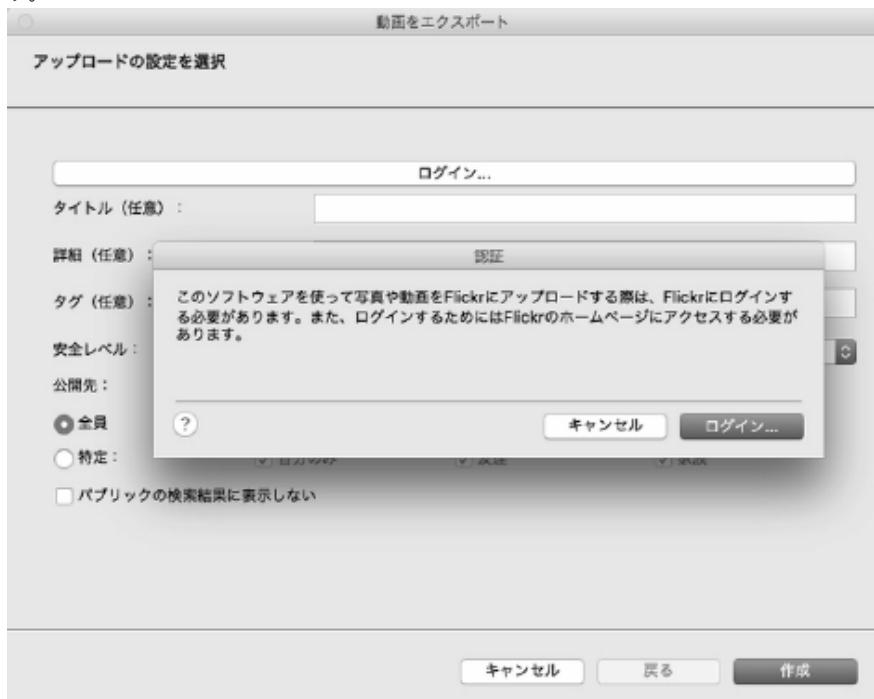 す。
動画をエクスポート
アップロードの設定を選択
ログイン...
タイトル（任意）：
詳細（任意）：
認証
タグ（任意）：
このソフトウェアを使って写真や動画をFlickrにアップロードする際は、Flickrにログインす
る必要があります。また、ログインするためにはFlickrのホームページにアクセスする必要が
あります。
安全レベル：
公開先：
全員
?
キャンセル
ログイン...
特定：
自分のみ
友達
家族
パブリックの検索結果に表示しない
キャンセル
戻る
作成